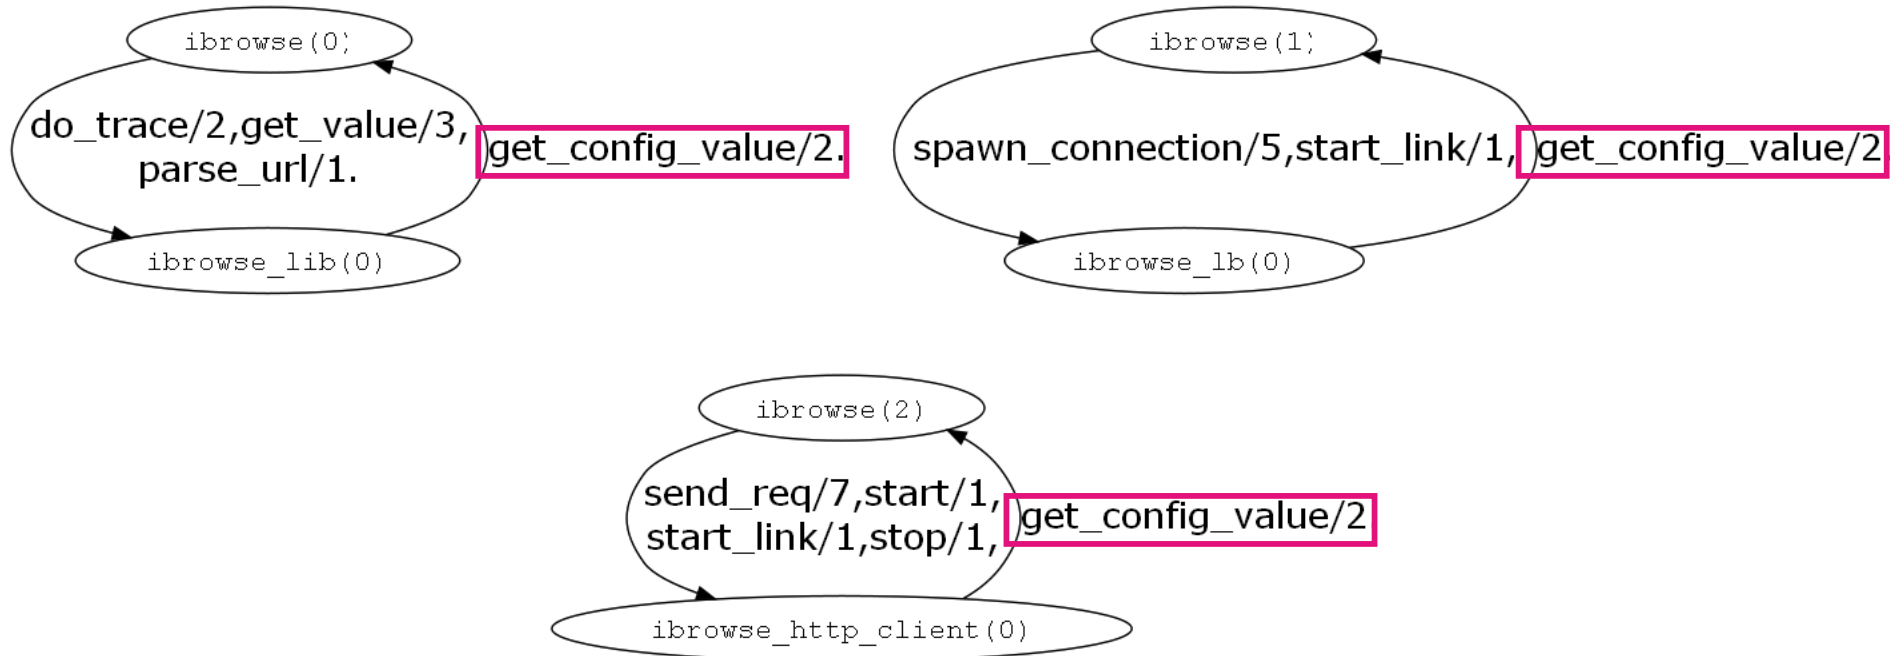 ibrowse(0)
do_trace/2,get_value/3,
parse_url/1.
get_config_value/2.
ibrowse_lib(0)
ibrowse(1)
spawn_connection/5,start_link/1,
get_config_value/2
ibrowse_lb(0)
ibrowse(2)
send_req/7,start/1,
start_link/1,stop/1,
get_config_value/2
ibrowse_http_client(0)